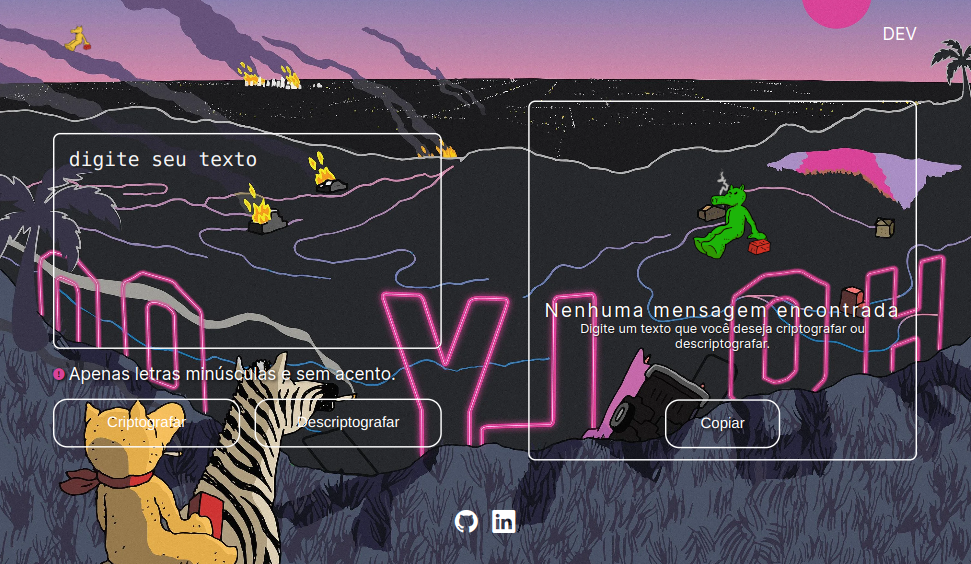 DEV
digite seu texto
Apenas letras minúsculas e sem acento.
Criptografar
Descriptografar
Nenhuma mensagem encontrada
Digite um texto que você deseja criptografar ou
descriptografar.
Copiar
in